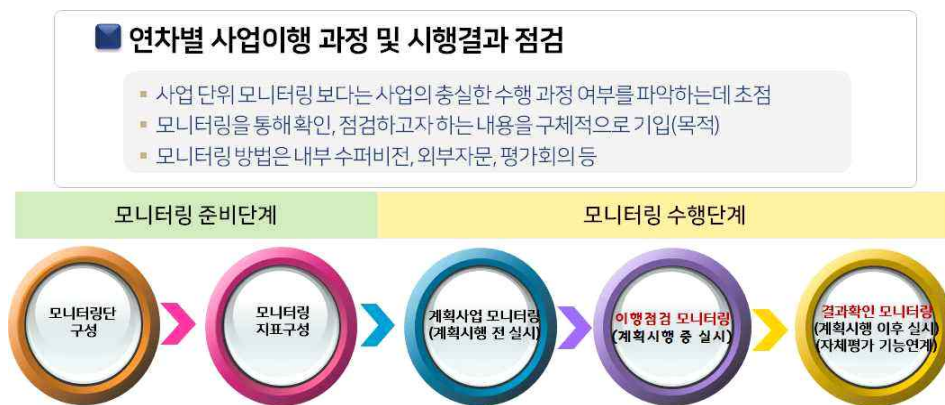 연차별 사업이행 과정 및 시행결과 점검
사업 단위 모니터링 보다는 사업의 충실한 수행 과정 여부를 파악하는데 초점
모니터링을 통해 확인, 점검하고자 하는 내용을 구체적으로 기입(목적)
모니터링 방법은 내부 수퍼비전, 외부자문, 평가회의 등
모니터링 준비단계
모니터링 수행단계
모니터링단
구성
모니터링
지표구성
계획사업 모니터링
(계획시행 전 실시)
이행점검 모니터링
(계획시행 중 실시)
결과확인 모니터링
(계획시행 이후 실시)
(자체평가 기능연계)